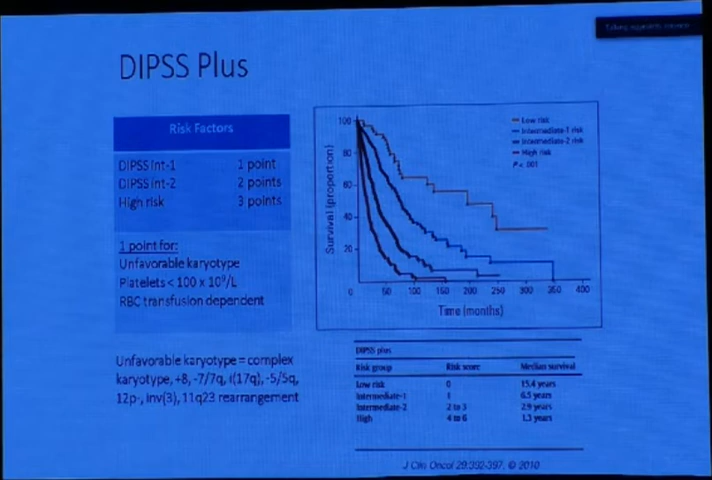 DIPSS Plus
Risk Factors
DIPSS Int-1 1 point
DIPSS Int-2 2 points
High risk 3 points
1 point for:
Unfavorable karyotype
Platelets < 100 x 10⁹/L
RBC transfusion dependent
Unfavorable karyotype = complex
karyotype, +8, -7/7q, i(17q), -5/5q,
12p-, inv(3), 11q23 rearrangement
Survival (proportion)
100
80
60
40
20
0 50 100 150 200 250 300 350 400
Time (months)
Low risk
Intermediate-1 risk
Intermediate-2 risk
High risk
P < .001
DIPSS plus
Risk group Risk score Median survival
Low risk 0 15.4 years
Intermediate-1 1 6.5 years
Intermediate-2 2 to 3 2.9 years
High 4 to 6 1.3 years
J Clin Oncol 29:392-397. © 2010